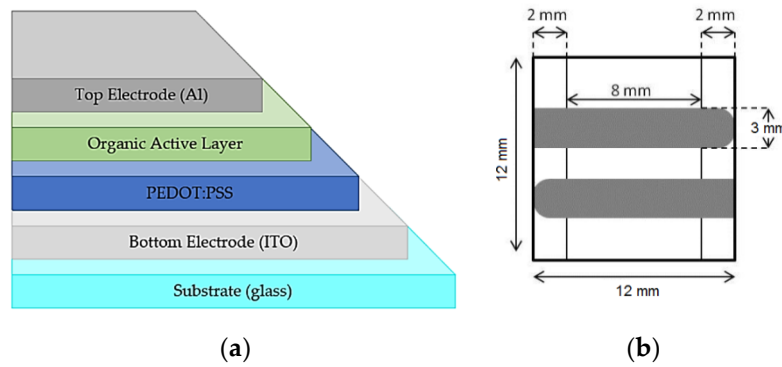 Top Electrode (Al)
Organic Active Layer
PEDOT:PSS
Bottom Electrode (ITO)
Substrate (glass)
(a)
2 mm
2 mm
8 mm
3 mm
12 mm
12 mm
(b)